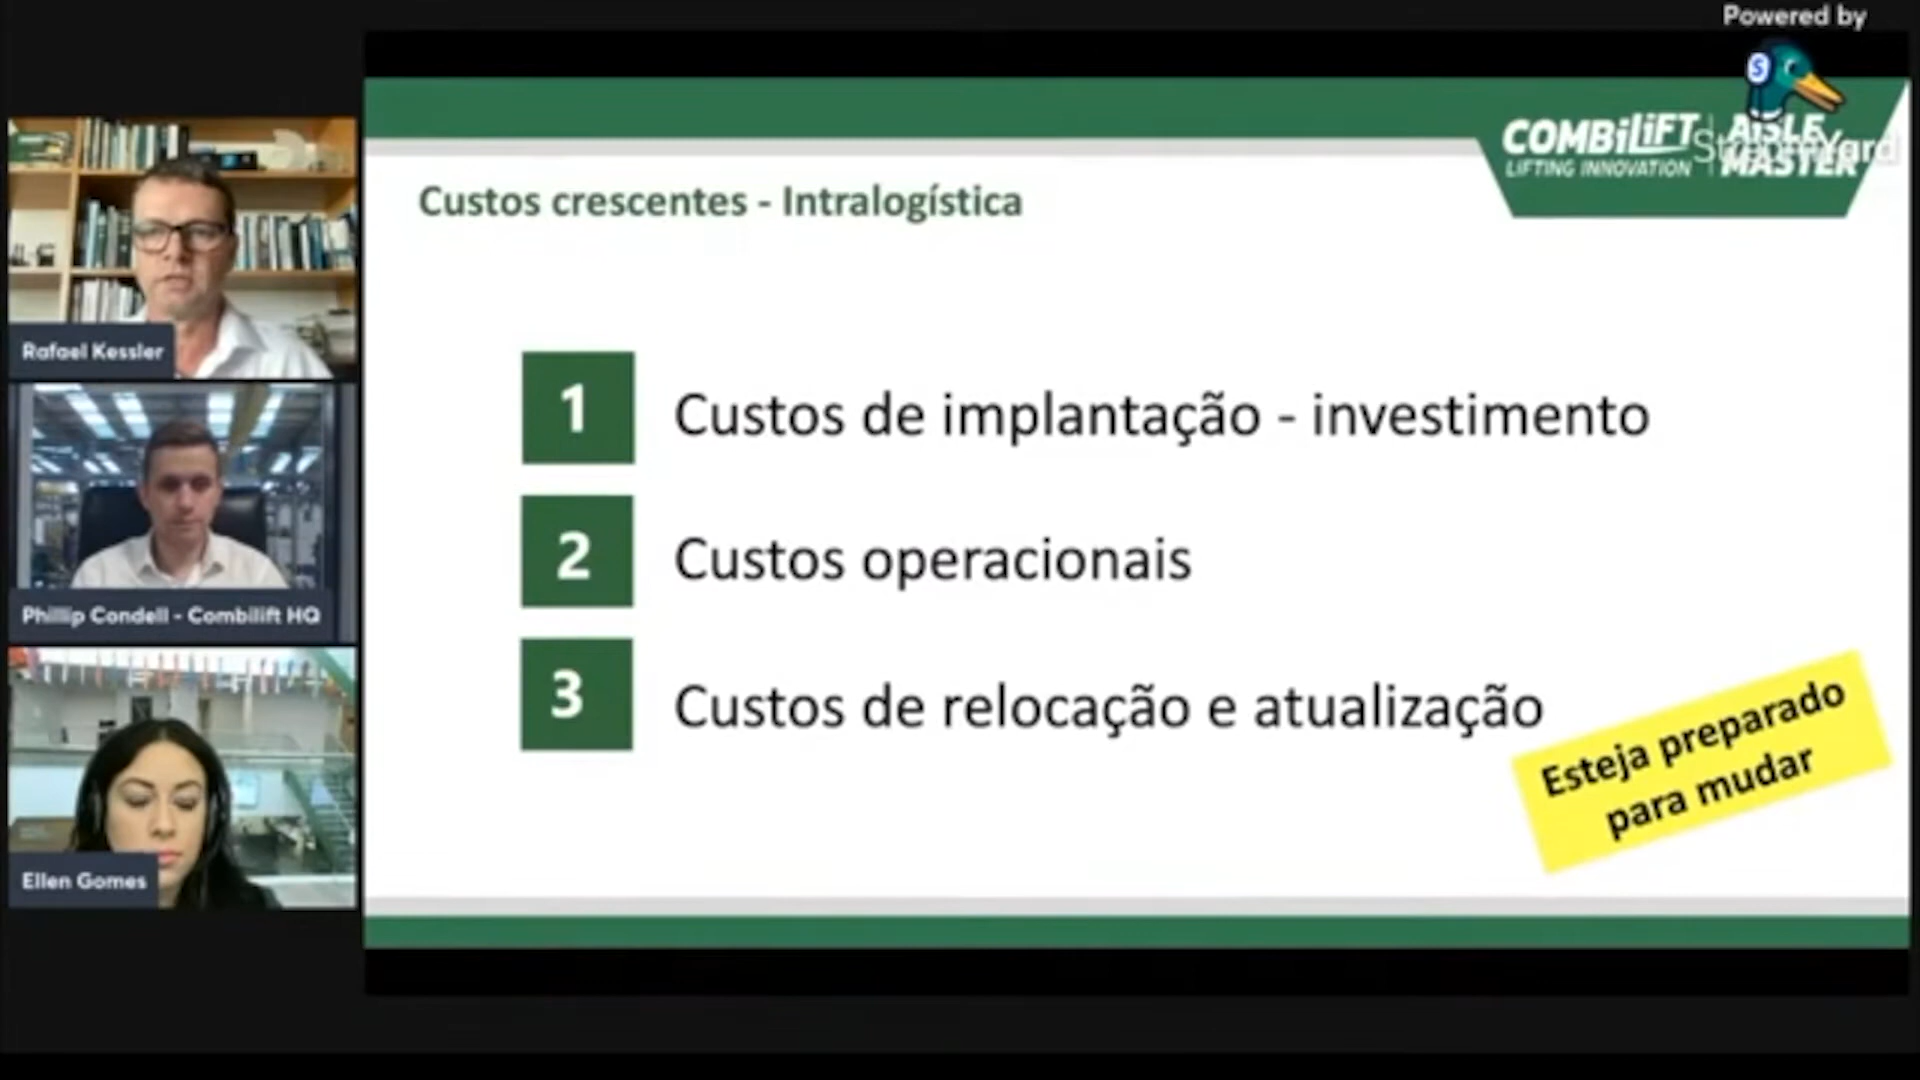 Powered by
StreamYard
COMBiLiFT
LIFTING INNOVATION
AISLE
MASTER
Custos crescentes - Intralogística
1 Custos de implantação - investimento
2 Custos operacionais
3 Custos de relocação e atualização
Esteja preparado
para mudar
Rafael Kessler
Phillip Condell - Combilift HQ
Ellen Gomes